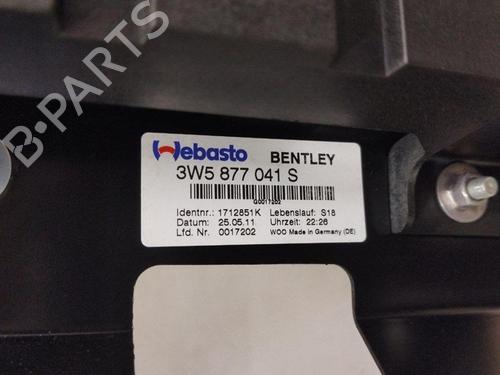 B-PARTS
Webasto BENTLEY
3W5 877 041 S
G0017202
Identnr.: 1712851K Lebenslauf: S18
Datum: 25.05.11 Uhrzeit: 22:26
Lfd. Nr. 0017202 WOO Made in Germany (DE)